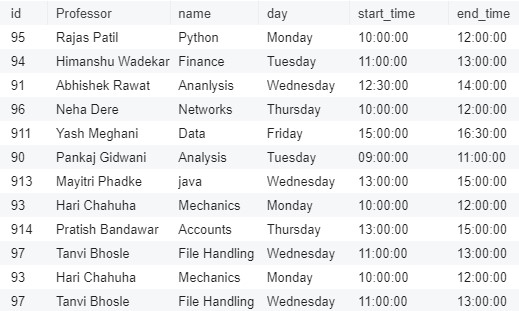 id Professor name day start_time end_time
95 Rajas Patil Python Monday 10:00:00 12:00:00
94 Himanshu Wadekar Finance Tuesday 11:00:00 13:00:00
91 Abhishek Rawat Ananlysis Wednesday 12:30:00 14:00:00
96 Neha Dere Networks Thursday 10:00:00 12:00:00
911 Yash Meghani Data Friday 15:00:00 16:30:00
90 Pankaj Gidwani Analysis Tuesday 09:00:00 11:00:00
913 Mayitri Phadke java Wednesday 13:00:00 15:00:00
93 Hari Chahuha Mechanics Monday 10:00:00 12:00:00
914 Pratish Bandawar Accounts Thursday 13:00:00 15:00:00
97 Tanvi Bhosle File Handling Wednesday 11:00:00 13:00:00
93 Hari Chahuha Mechanics Monday 10:00:00 12:00:00
97 Tanvi Bhosle File Handling Wednesday 11:00:00 13:00:00